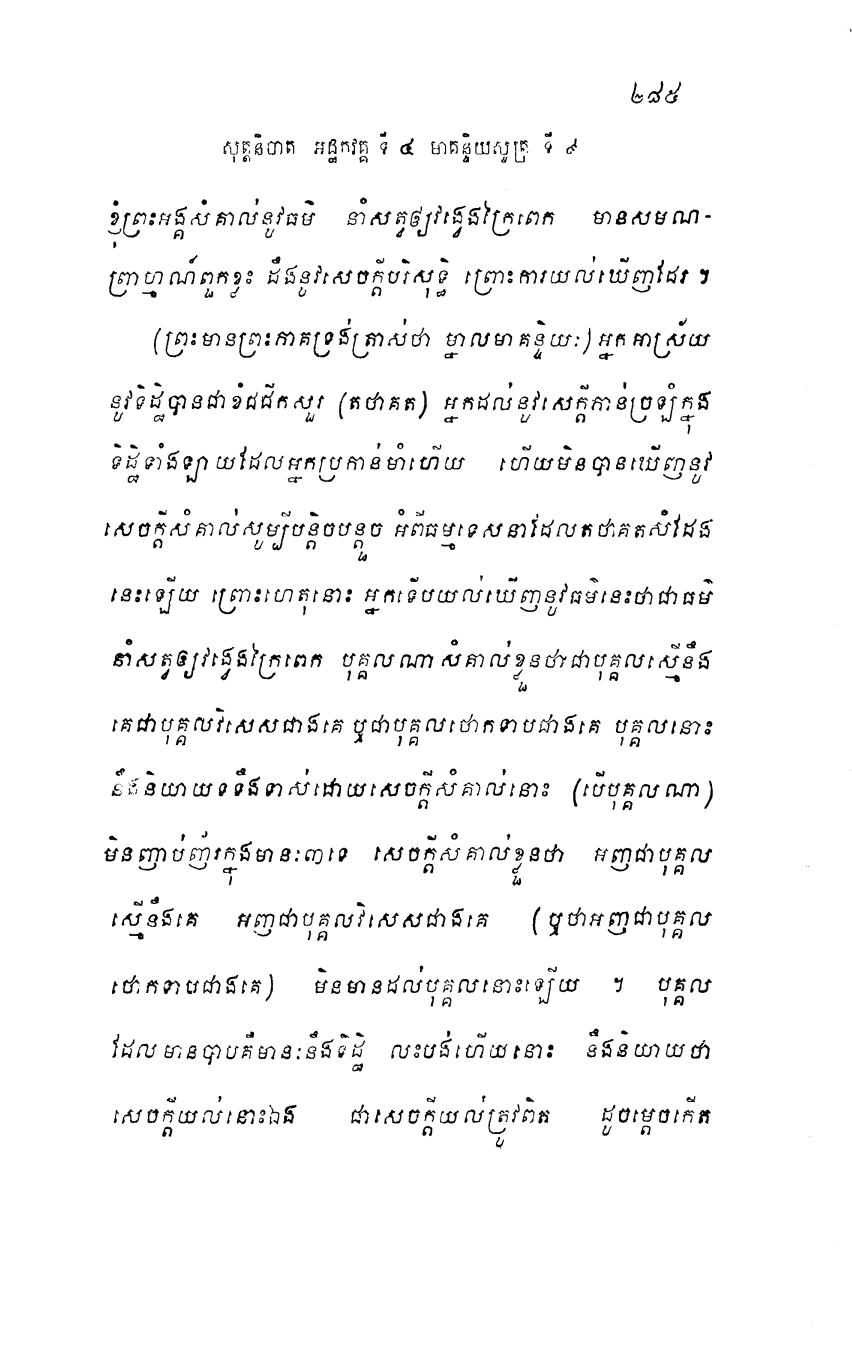 ២៨៥
សុត្តនិបាត អដ្ឋកវគ្គ ទី ៤ មាគន្ទិយសូត្រ ទី ៩
ខ្ញុំព្រះអង្គសំគាល់នូវធម៌ នាំសត្វឲ្យវង្វេងក្រៃពេក មានសមណ-
ព្រាហ្មណ៍ពួកខ្លះ ដឹងនូវសេចក្តីបរិសុទ្ធិ ព្រោះការយល់ឃើញដែរ ។
(ព្រះមានព្រះភាគទ្រង់ត្រាស់ថា ម្នាលមាគន្ទិយៈ) អ្នកអាស្រ័យ
នូវទិដ្ឋិបានជាខំជជីកសួរ (តថាគត) អ្នកដល់នូវសេក្តីកាន់ច្រឡំក្នុង
ទិដ្ឋិទាំងឡាយដែលអ្នកប្រកាន់មាំហើយ ហើយមិនបានឃើញនូវ
សេចក្តីសំគាល់សូម្បីបន្តិចបន្តួច អំពីធម្មទេសនាដែលតថាគតសំដែង
នេះឡើយ ព្រោះហេតុនោះ អ្នកទើបយល់ឃើញនូវធម៌នេះថាជាធម៌
នាំសត្វឲ្យវង្វេងក្រៃពេក បុគ្គលណាសំគាល់ខ្លួនថាជាបុគ្គលស្មើនឹង
គេជាបុគ្គលវិសេសជាងគេ ឬជាបុគ្គលថោកទាបជាងគេ បុគ្គលនោះ
នឹងនិយាយទទឹងទាស់ដោយសេចក្តីសំគាល់នោះ (បើបុគ្គលណា)
មិនញាប់ញ័រក្នុងមានៈ៣ទេ សេចក្តីសំគាល់ខ្លួនថា អញជាបុគ្គល
ស្មើនឹងគេ អញជាបុគ្គលវិសេសជាងគេ (ឬថាអញជាបុគ្គល
ថោកទាបជាងគេ) មិនមានដល់បុគ្គលនោះឡើយ ។ បុគ្គល
ដែលមានបាបគឺមានៈនឹងទិដ្ឋិ លះបង់ហើយនោះ នឹងនិយាយថា
សេចក្តីយល់នោះឯង ជាសេចក្តីយល់ត្រូវពិត ដូចម្តេចកើត